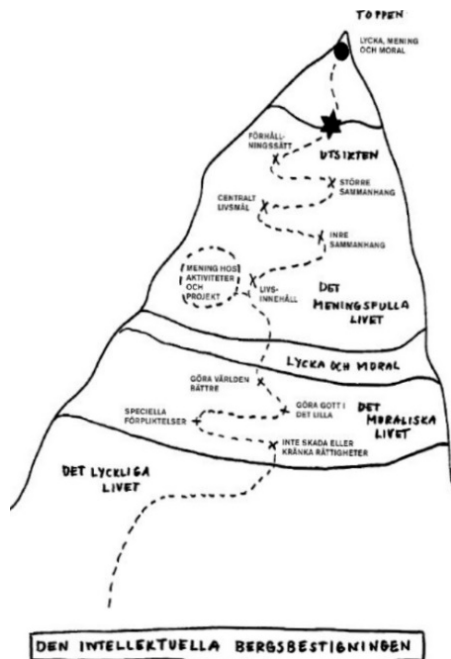 TOPPEN
LYCKA, MENING
OCH MORAL
FÖRHÅLL-
NINGSSÄTT
UTSIKTEN
STÖRRE
SAMMANHANG
CENTRALT
LIVSMÅL
INRE
SAMMANHANG
MENING HOS
AKTIVITETER
OCH
PROJEKT
LIVS-
INNEHÅLL
DET
MENINGSFULLA
LIVET
LYCKA OCH MORAL
GÖRA VÄRLDEN
BÄTTRE
GÖRA GOTT I
DET LILLA
DET
MORALISKA
LIVET
SPECIELLA
FÖRPLIKTELSER
INTE SKADA ELLER
KRÄNKA RÄTTIGHETER
DET LYCKLIGA
LIVET
DEN INTELLEKTUELLA BERGSBESTIGNINGEN